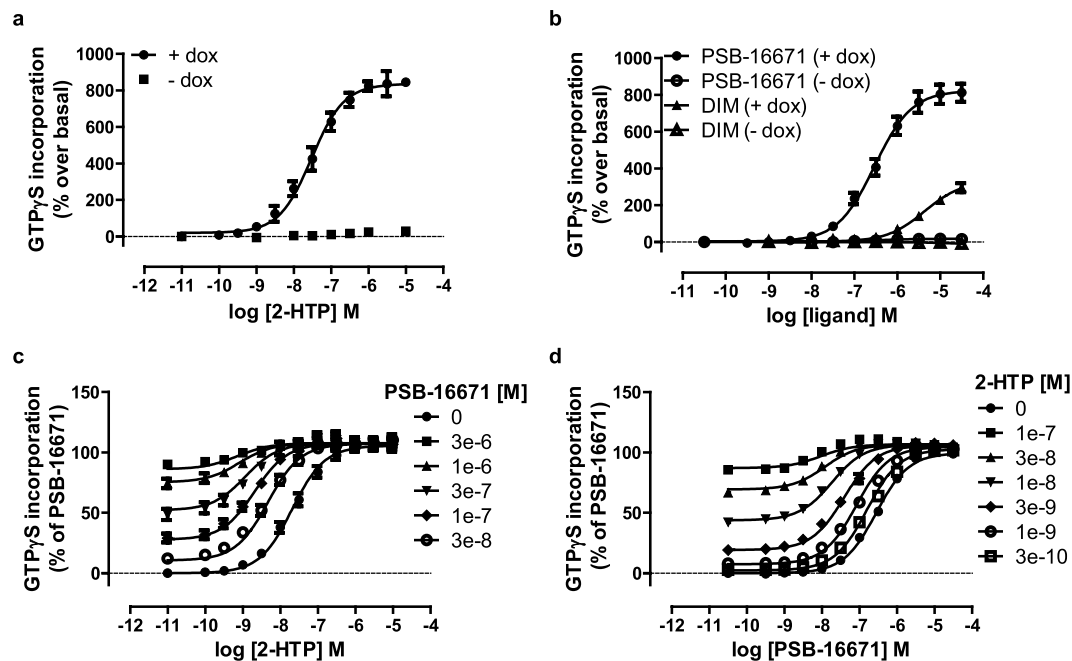 a
GTPγS incorporation
(% over basal)
1000
800
600
400
200
0
+ dox
- dox
-12 -11 -10 -9 -8 -7 -6 -5 -4
log [2-HTP] M
b
GTPγS incorporation
(% over basal)
1000
800
600
400
200
0
PSB-16671 (+ dox)
PSB-16671 (- dox)
DIM (+ dox)
DIM (- dox)
-11 -10 -9 -8 -7 -6 -5 -4
log [ligand] M
c
GTPγS incorporation
(% of PSB-16671)
150
100
50
0
PSB-16671 [M]
0
3e-6
1e-6
3e-7
1e-7
3e-8
-12 -11 -10 -9 -8 -7 -6 -5 -4
log [2-HTP] M
d
GTPγS incorporation
(% of PSB-16671)
150
100
50
0
2-HTP [M]
0
1e-7
3e-8
1e-8
3e-9
1e-9
3e-10
-12 -11 -10 -9 -8 -7 -6 -5 -4
log [PSB-16671] M